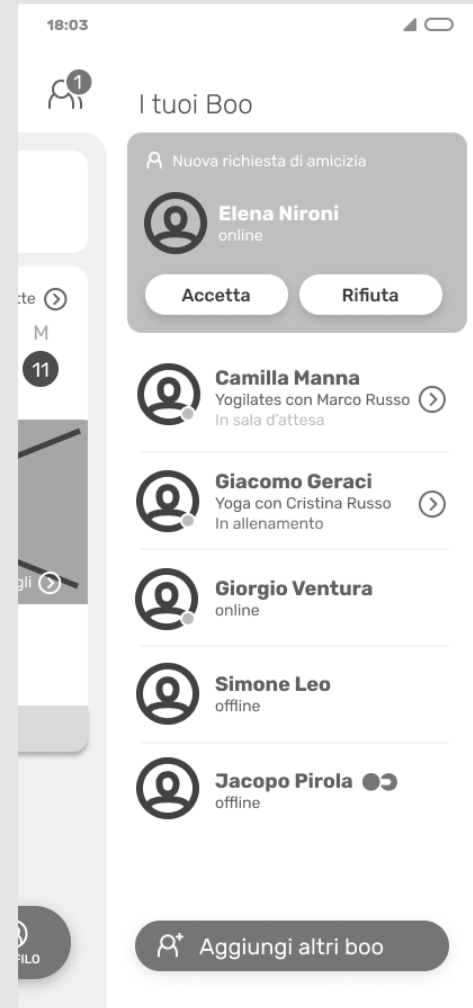 18:03
1
I tuoi Boo
Nuova richiesta di amicizia
Elena Nironi
online
Accetta
Rifiuta
M
11
Camilla Manna
Yogilates con Marco Russo
In sala d'attesa
Giacomo Geraci
Yoga con Cristina Russo
In allenamento
Giorgio Ventura
online
Simone Leo
offline
Jacopo Pirola
offline
Aggiungi altri boo